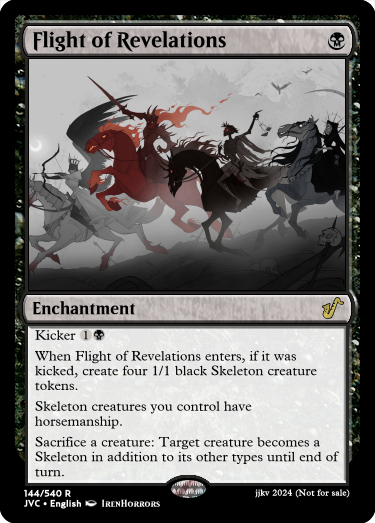 Flight of Revelations
Enchantment
Kicker 1
When Flight of Revelations enters, if it was
kicked, create four 1/1 black Skeleton creature
tokens.
Skeleton creatures you control have
horsemanship.
Sacrifice a creature: Target creature becomes a
Skeleton in addition to its other types until end of
turn.
144/540 R
jjkv 2024 (Not for sale)
JVC • English IrenHorrors